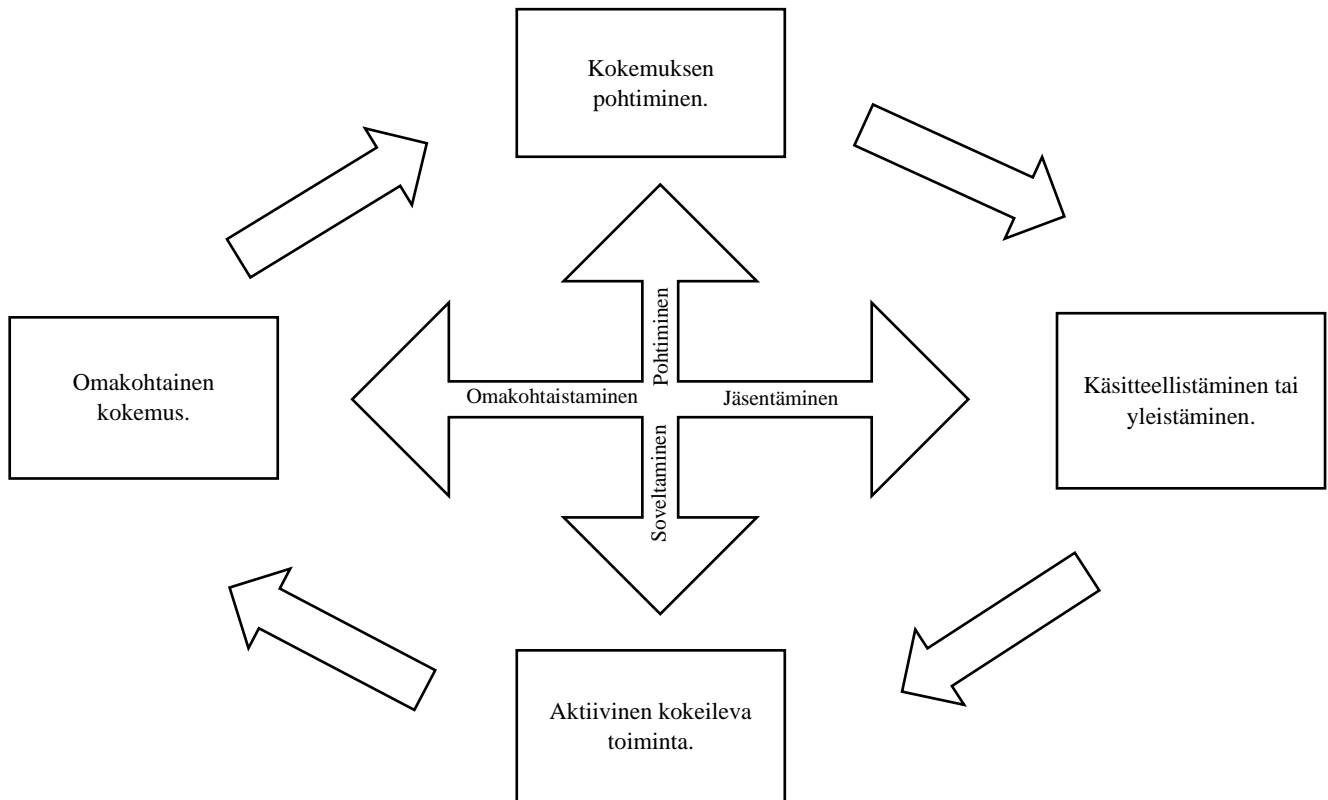 Kokemuksen
pohtiminen.
Pohtiminen
Omakohtainen
kokemus.
Omakohtaistaminen
Jäsentäminen
Käsitteellistäminen tai
yleistäminen.
Soveltaminen
Aktiivinen kokeileva
toiminta.